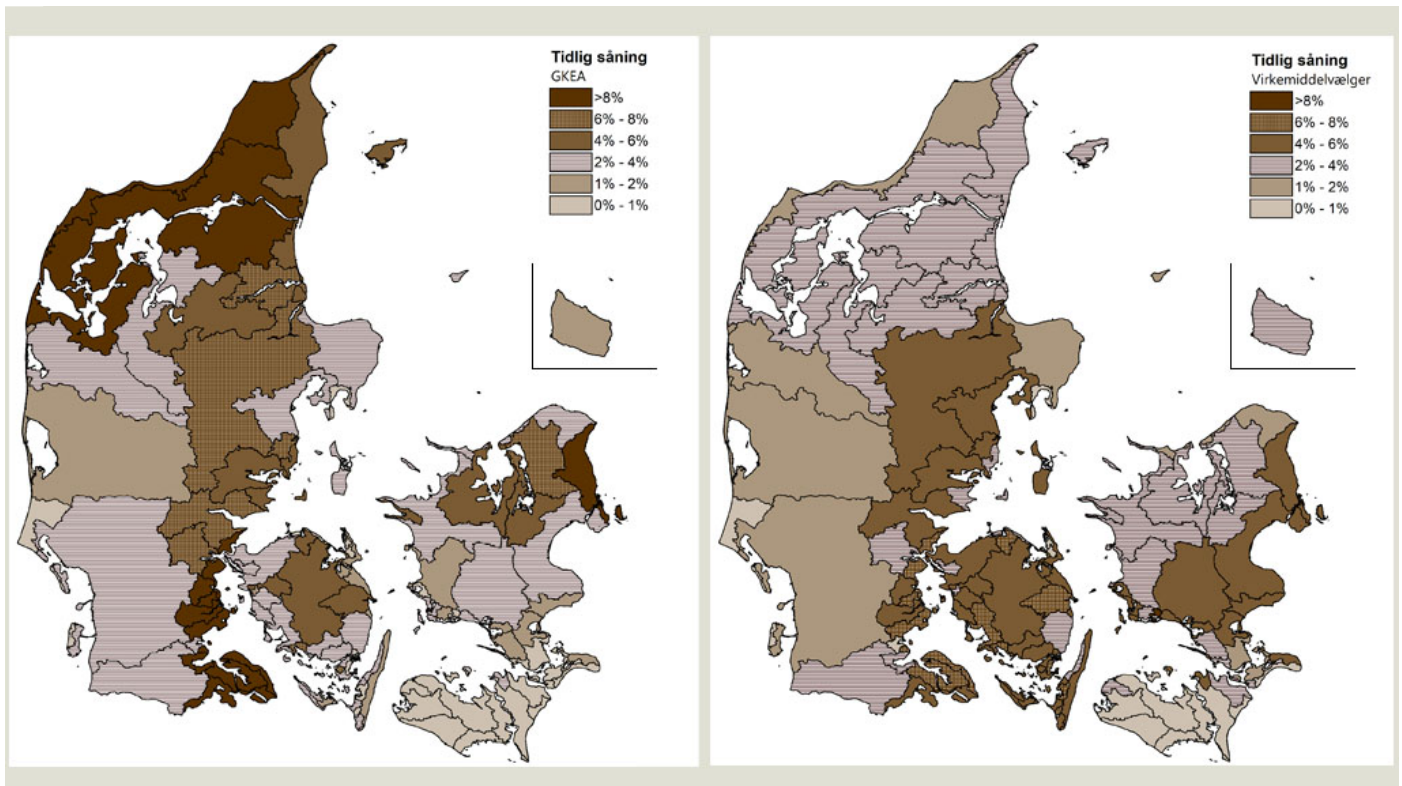 Tidlig såning
GKEA
>8%
6% - 8%
4% - 6%
2% - 4%
1% - 2%
0% - 1%
Tidlig såning
Virkemiddelvælger
>8%
6% - 8%
4% - 6%
2% - 4%
1% - 2%
0% - 1%